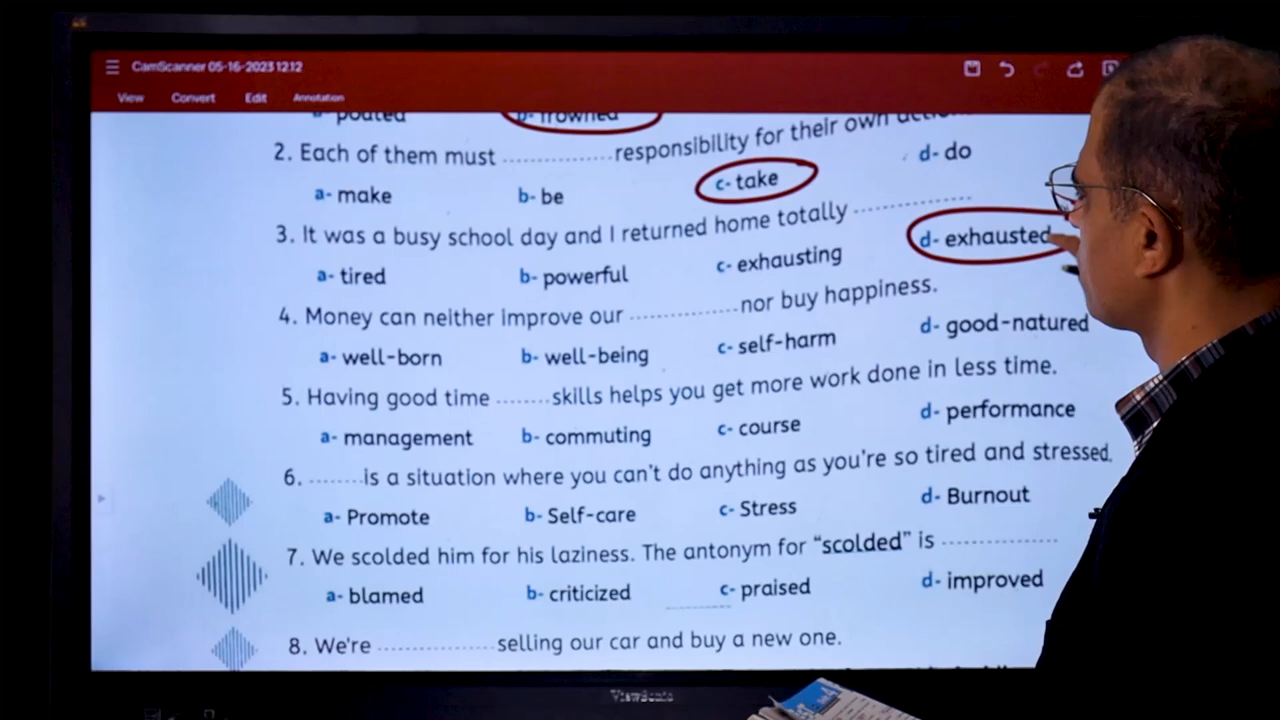 CamScanner 05-16-2023 12.12
View Convert Edit Annotation
a- pouted b- frowned
2. Each of them must ............ responsibility for their own
a- make b- be c- take d- do
3. It was a busy school day and I returned home totally ............
a- tired b- powerful c- exhausting d- exhausted
4. Money can neither improve our ............ nor buy happiness.
a- well-born b- well-being c- self-harm d- good-natured
5. Having good time ........ skills helps you get more work done in less time.
a- management b- commuting c- course d- performance
6. ........ is a situation where you can't do anything as you're so tired and stressed.
a- Promote b- Self-care c- Stress d- Burnout
7. We scolded him for his laziness. The antonym for "scolded" is ............
a- blamed b- criticized c- praised d- improved
8. We're ............ selling our car and buy a new one.
ViewSonic